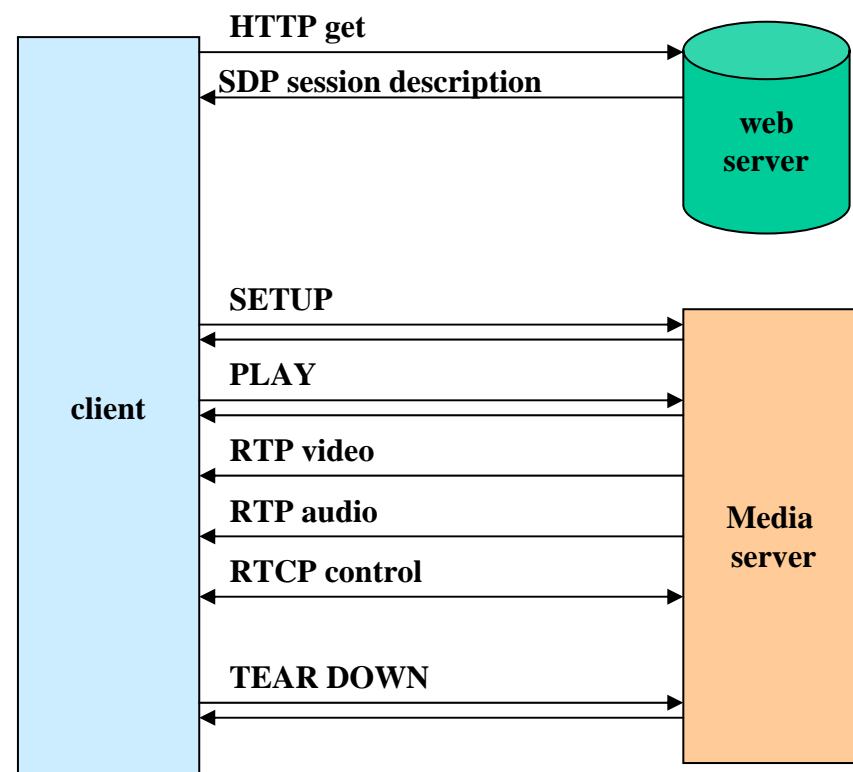 HTTP get
SDP session description
web
server
SETUP
PLAY
client
RTP video
RTP audio
Media
server
RTCP control
TEAR DOWN